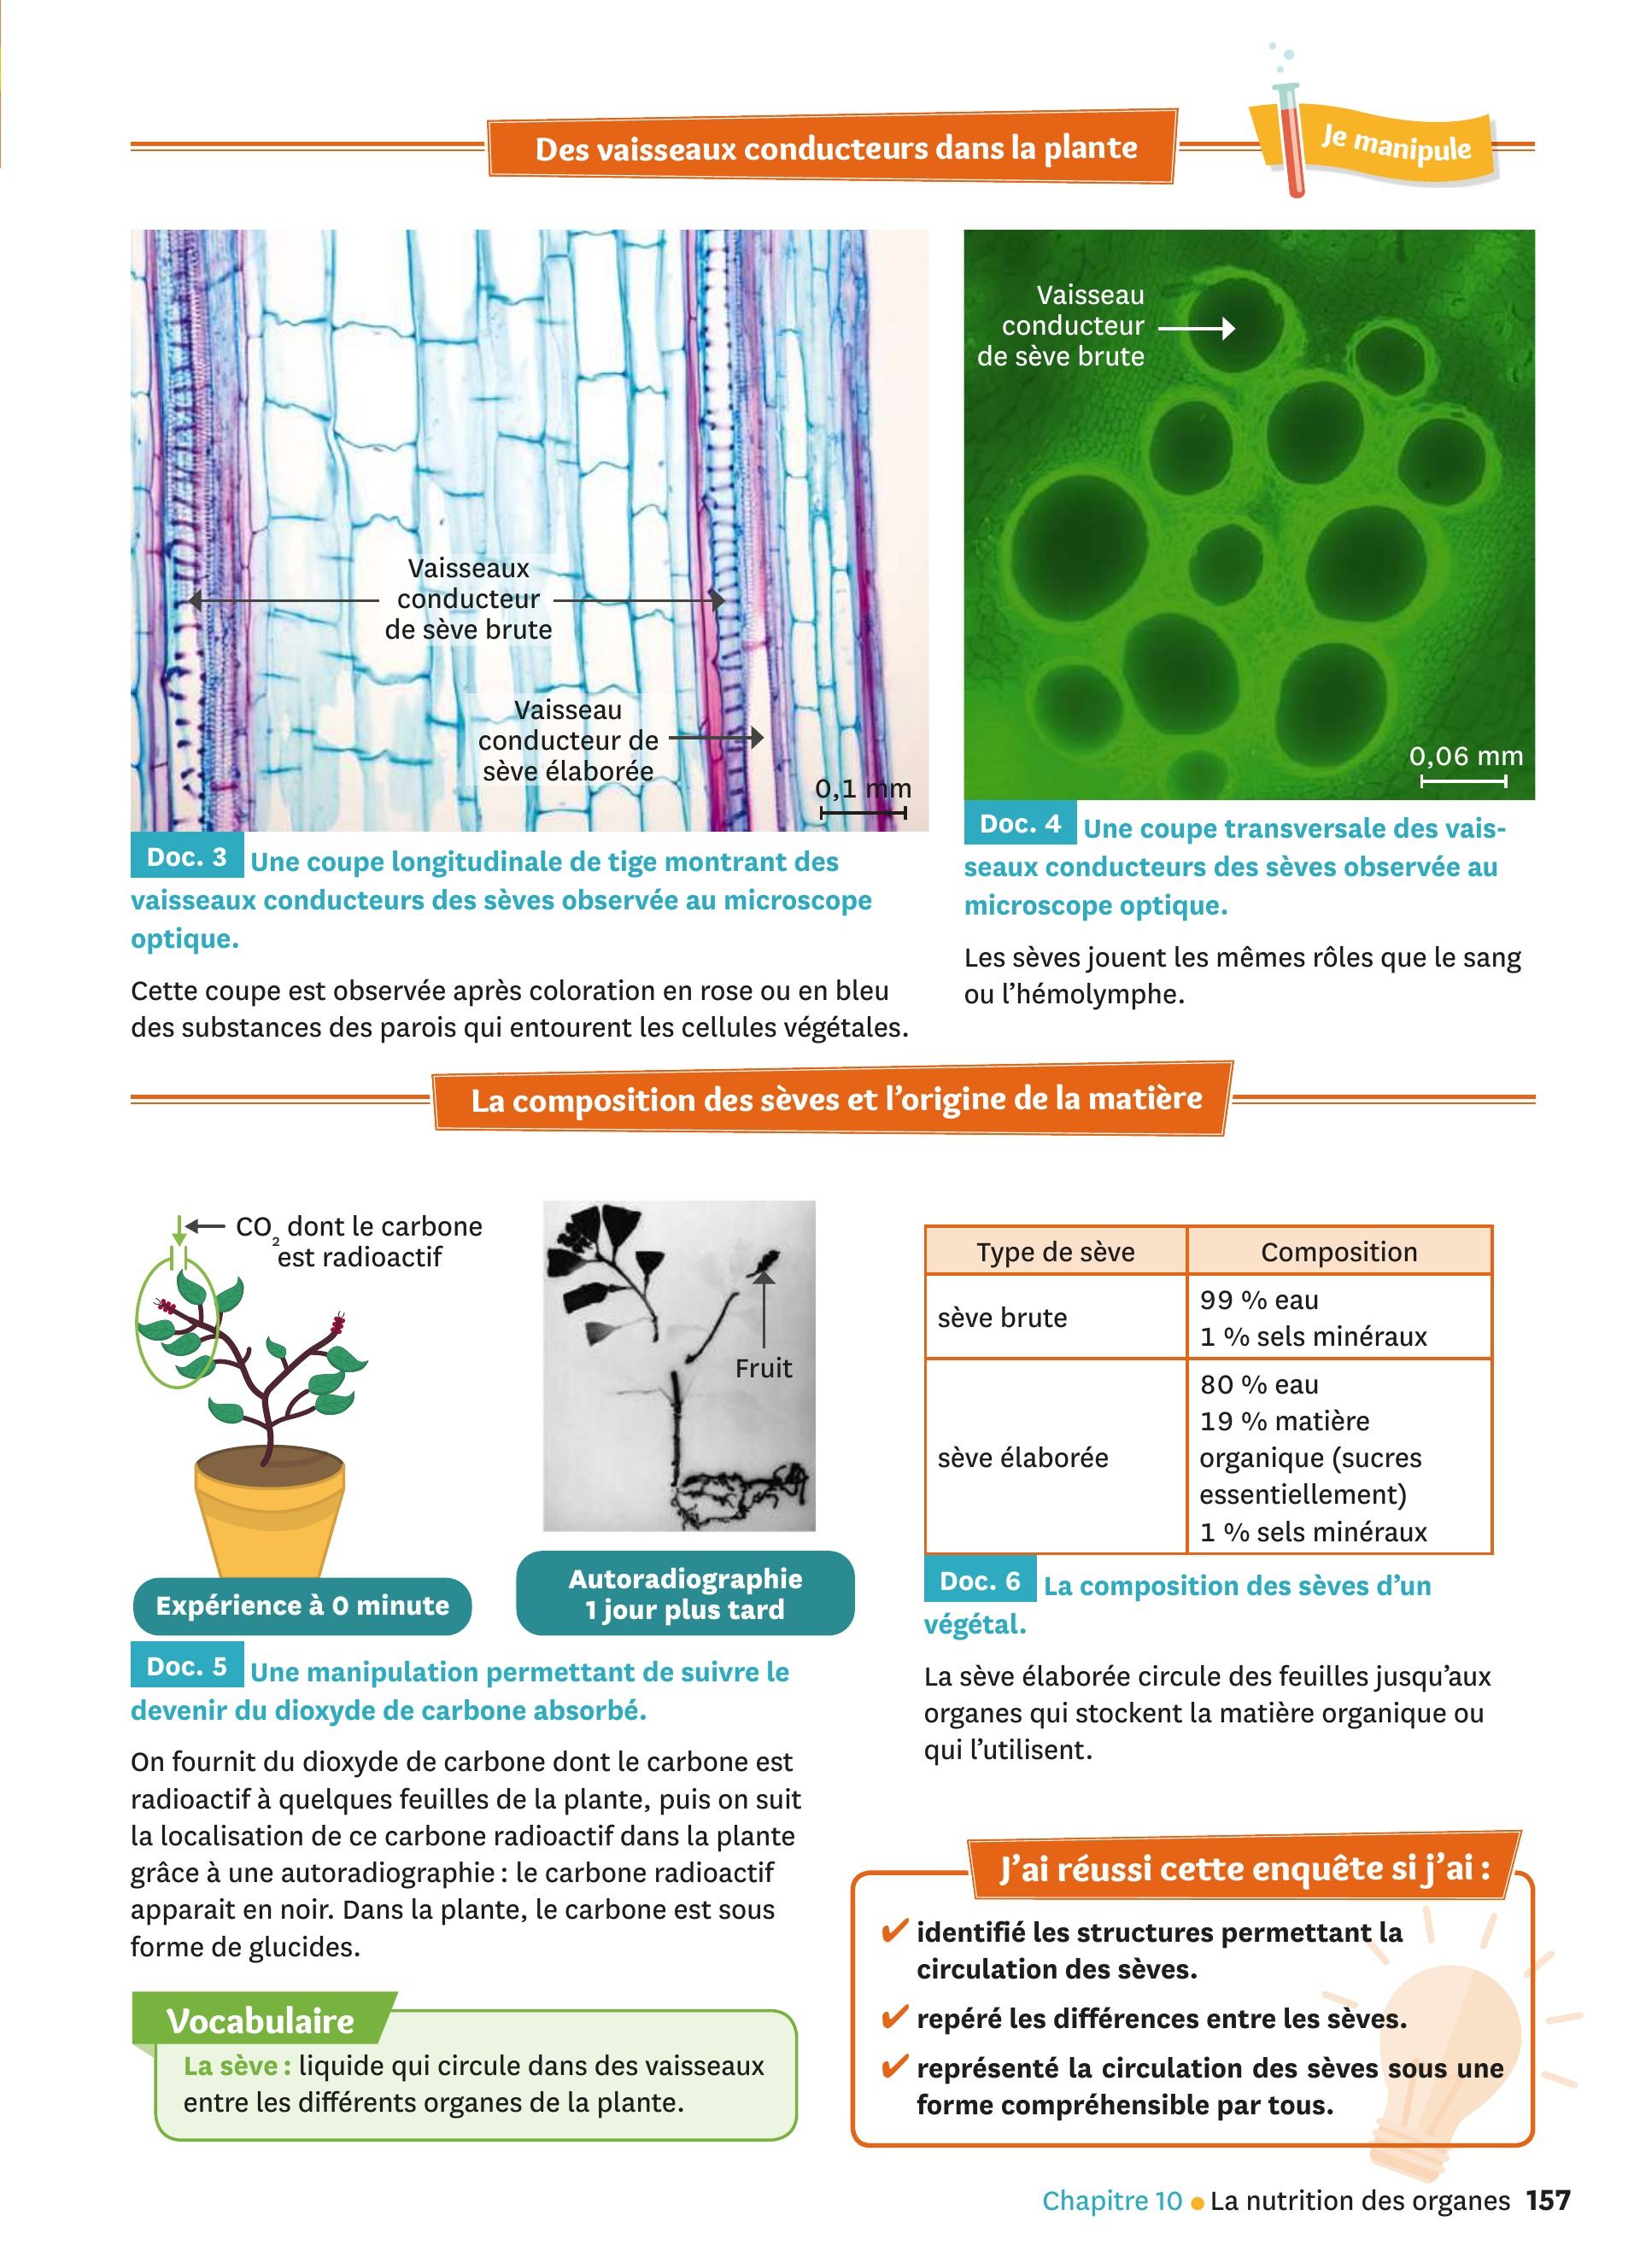 Des vaisseaux conducteurs dans la plante
Je manipule
Vaisseaux
conducteur
de sève brute
Vaisseau
conducteur de
sève élaborée
0,1 mm
Vaisseau
conducteur
de sève brute
0,06 mm
Doc. 3 Une coupe longitudinale de tige montrant des
vaisseaux conducteurs des sèves observée au microscope
optique.
Cette coupe est observée après coloration en rose ou en bleu
des substances des parois qui entourent les cellules végétales.
Doc. 4 Une coupe transversale des vais-
seaux conducteurs des sèves observée au
microscope optique.
Les sèves jouent les mêmes rôles que le sang
ou l'hémolymphe.
La composition des sèves et l'origine de la matière
CO2 dont le carbone
est radioactif
Fruit
Expérience à 0 minute
Autoradiographie
1 jour plus tard
Doc. 5 Une manipulation permettant de suivre le
devenir du dioxyde de carbone absorbé.
On fournit du dioxyde de carbone dont le carbone est
radioactif à quelques feuilles de la plante, puis on suit
la localisation de ce carbone radioactif dans la plante
grâce à une autoradiographie : le carbone radioactif
apparait en noir. Dans la plante, le carbone est sous
forme de glucides.
Vocabulaire
La sève : liquide qui circule dans des vaisseaux
entre les différents organes de la plante.
Type de sève Composition
sève brute
99 % eau
1 % sels minéraux
sève élaborée
80 % eau
19 % matière
organique (sucres
essentiellement)
1 % sels minéraux
Doc. 6 La composition des sèves d'un
végétal.
La sève élaborée circule des feuilles jusqu'aux
organes qui stockent la matière organique ou
qui l'utilisent.
J'ai réussi cette enquête si j'ai :
✔ identifié les structures permettant la
circulation des sèves.
✔ repéré les différences entre les sèves.
✔ représenté la circulation des sèves sous une
forme compréhensible par tous.
Chapitre 10 ● La nutrition des organes 157